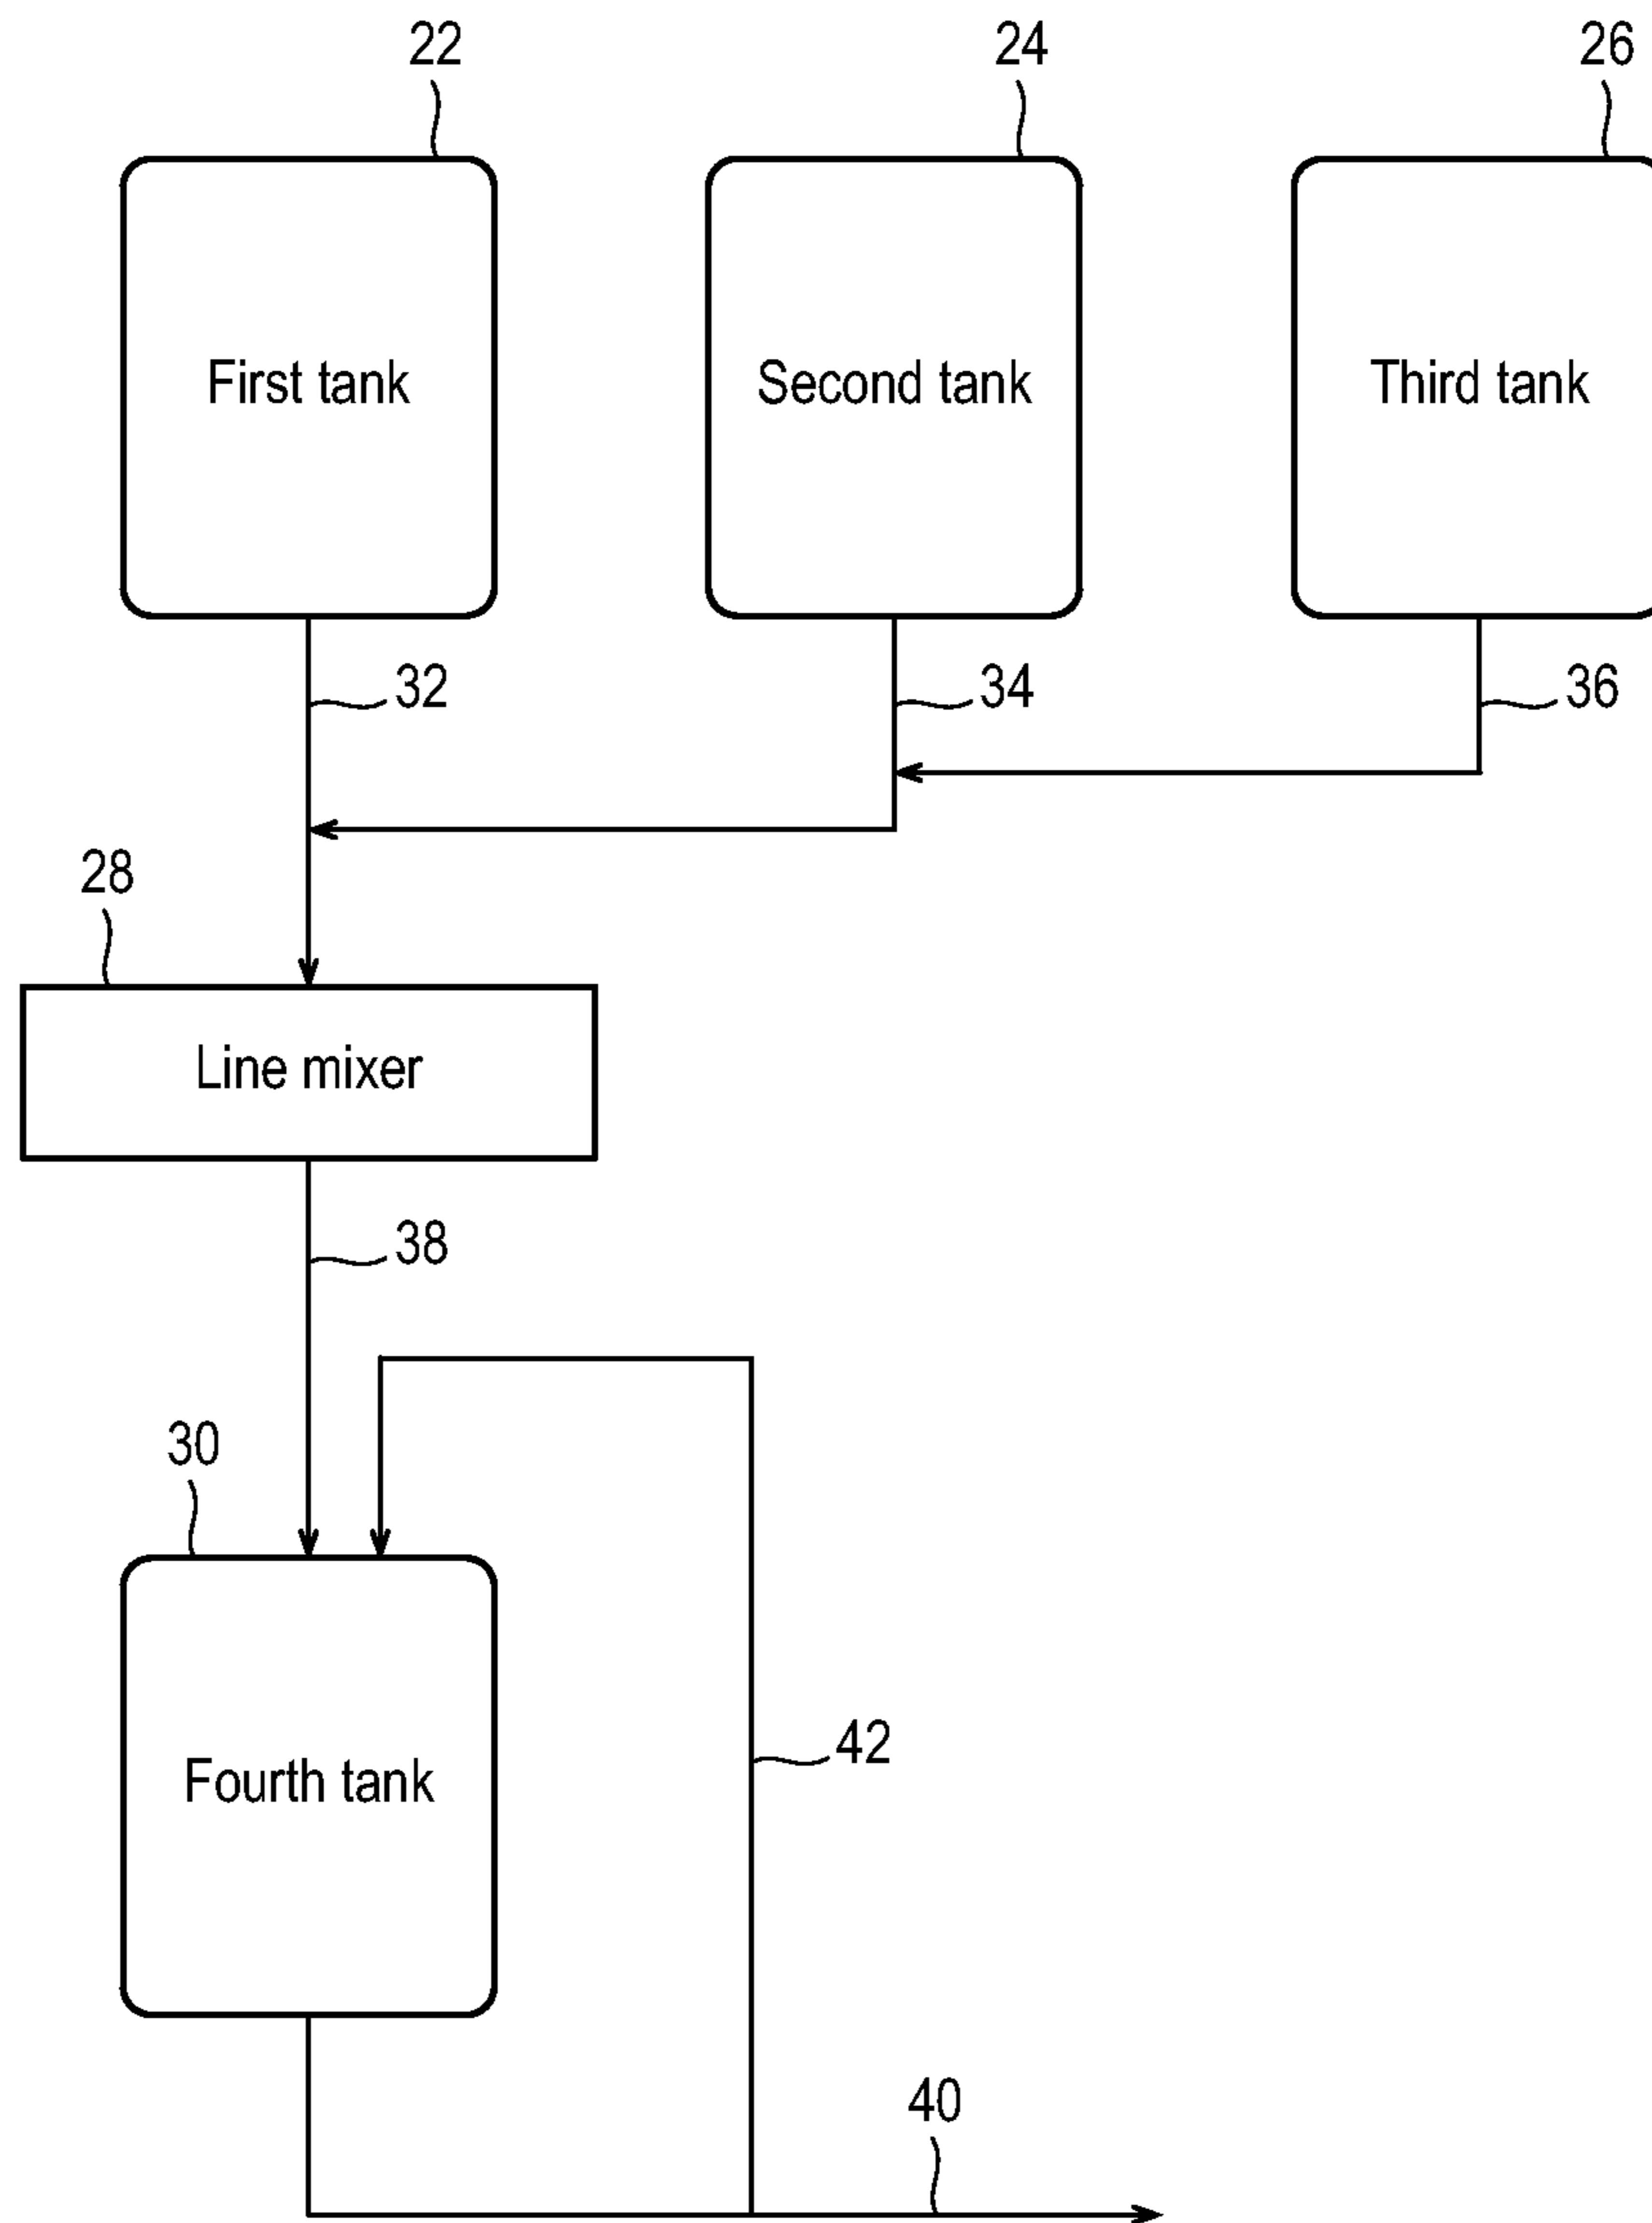 22
24
26
First tank
Second tank
Third tank
32
34
36
28
Line mixer
38
30
42
Fourth tank
40